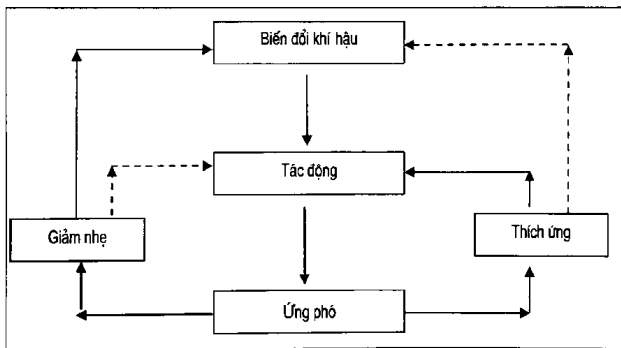 Biến đổi khí hậu
Tác động
Giảm nhẹ
Thích ứng
Ứng phó